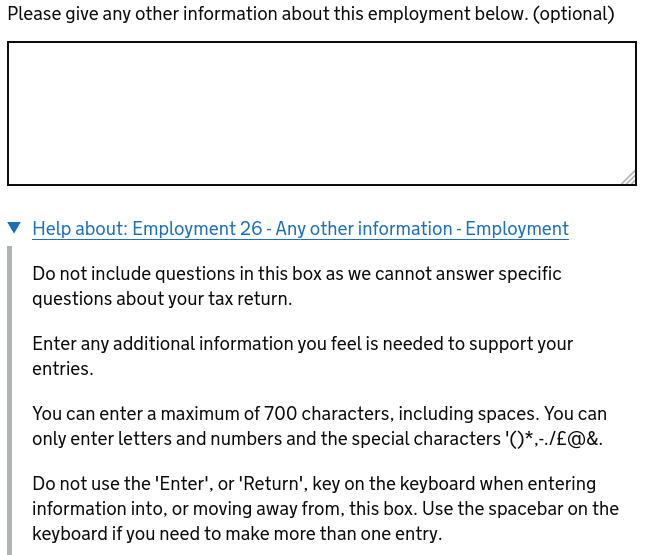 Please give any other information about this employment below. (optional)
Help about: Employment 26 - Any other information - Employment
Do not include questions in this box as we cannot answer specific
questions about your tax return.
Enter any additional information you feel is needed to support your
entries.
You can enter a maximum of 700 characters, including spaces. You can
only enter letters and numbers and the special characters '()*,-./£@&.
Do not use the 'Enter', or 'Return', key on the keyboard when entering
information into, or moving away from, this box. Use the spacebar on the
keyboard if you need to make more than one entry.